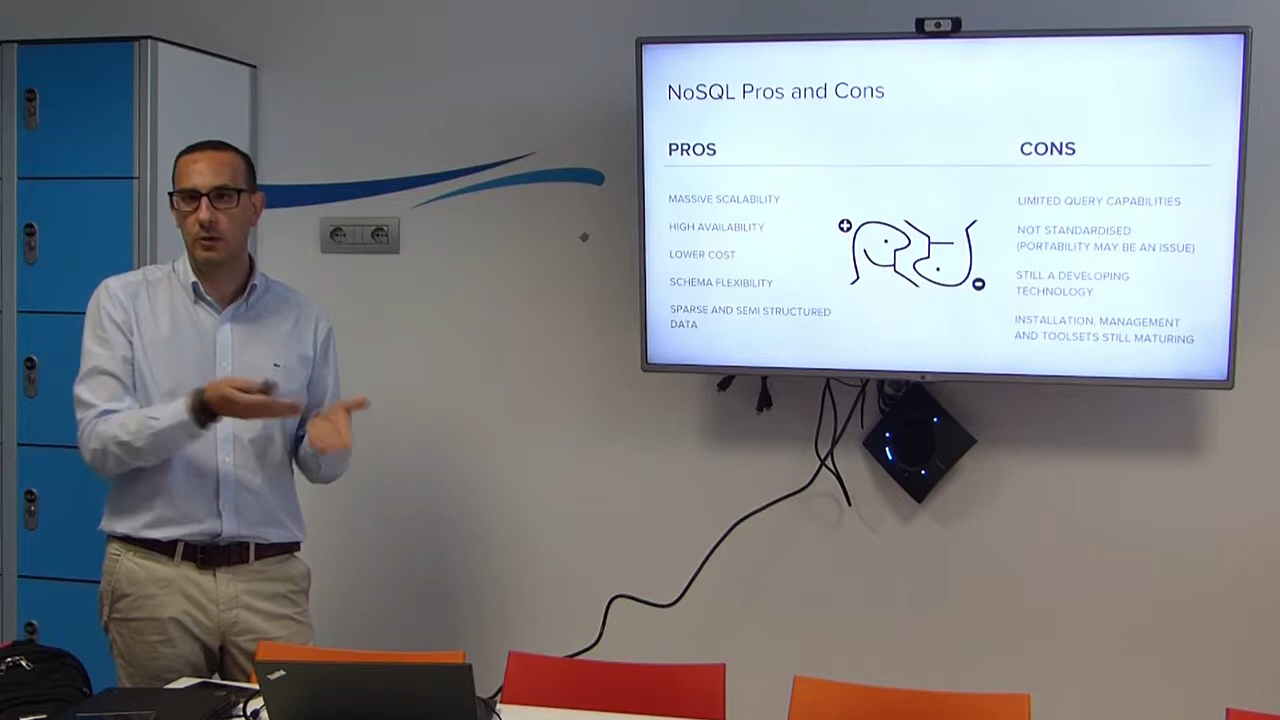 NoSQL Pros and Cons
PROS
MASSIVE SCALABILITY
HIGH AVAILABILITY
LOWER COST
SCHEMA FLEXIBILITY
SPARSE AND SEMI STRUCTURED
DATA
CONS
LIMITED QUERY CAPABILITIES
NOT STANDARDISED
(PORTABILITY MAY BE AN ISSUE)
STILL A DEVELOPING
TECHNOLOGY
INSTALLATION, MANAGEMENT
AND TOOLSETS STILL MATURING
ThinkPad